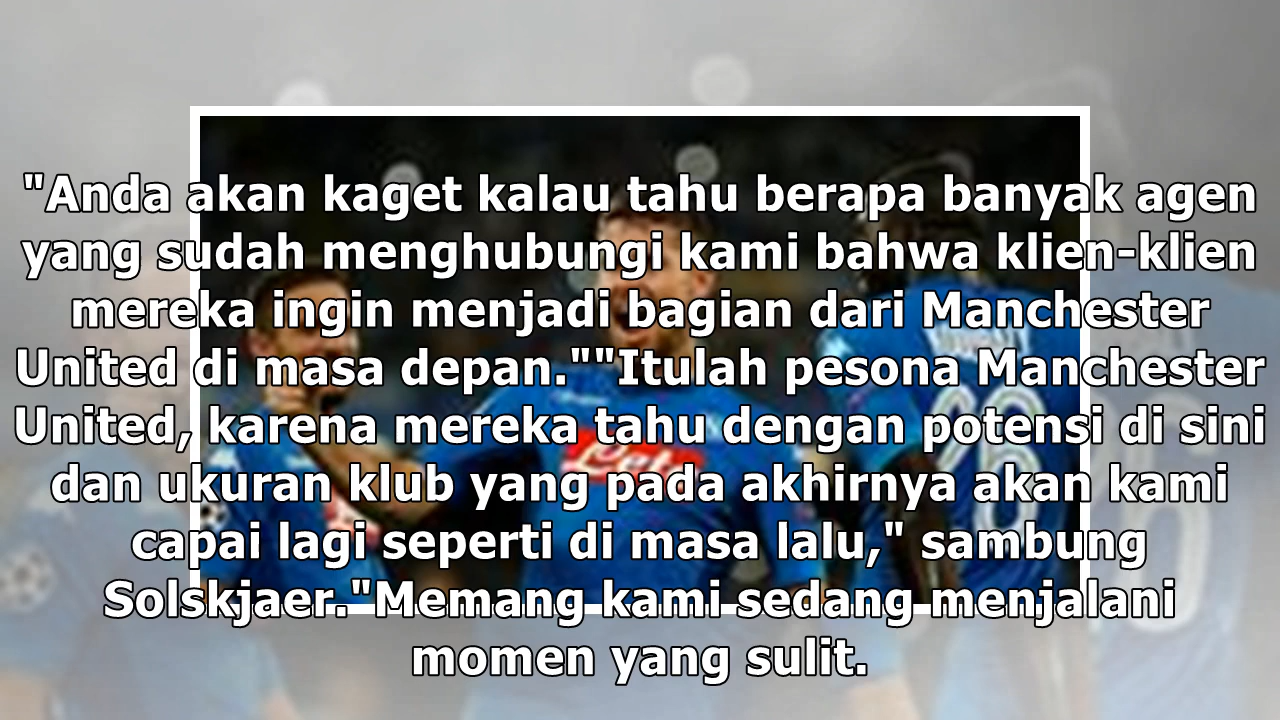 "Anda akan kaget kalau tahu berapa banyak agen
yang sudah menghubungi kami bahwa klien-klien
mereka ingin menjadi bagian dari Manchester
United di masa depan.""Itulah pesona Manchester
United, karena mereka tahu dengan potensi di sini
dan ukuran klub yang pada akhirnya akan kami
capai lagi seperti di masa lalu," sambung
Solskjaer."Memang kami sedang menjalani
momen yang sulit.